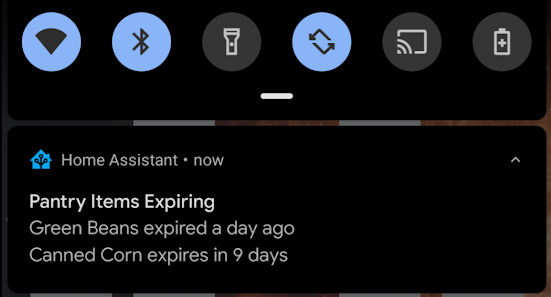 Home Assistant • now
Pantry Items Expiring
Green Beans expired a day ago
Canned Corn expires in 9 days